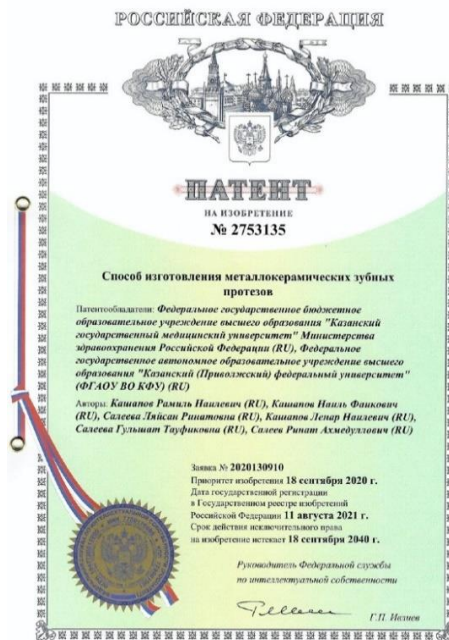 РОССИЙСКАЯ ФЕДЕРАЦИЯ
ПАТЕНТ
НА ИЗОБРЕТЕНИЕ
№ 2753135
Способ изготовления металлокерамических зубных
протезов
Патентообладатели: Федеральное государственное бюджетное
образовательное учреждение высшего образования "Казанский
государственный медицинский университет" Министерства
здравоохранения Российской Федерации (RU), Федеральное
государственное автономное образовательное учреждение высшего
образования "Казанский (Приволжский) федеральный университет"
(ФГАОУ ВО КФУ) (RU)
Авторы: Кашапов Рамиль Наилевич (RU), Кашапов Наиль Фаикович
(RU), Салеева Ляйсан Ринатовна (RU), Кашапов Ленар Наилевич (RU),
Салеева Гульшат Тауфиковна (RU), Салеев Ринат Ахмедуллович (RU)
Заявка № 2020130910
Приоритет изобретения 18 сентября 2020 г.
Дата государственной регистрации
в Государственном реестре изобретений
Российской Федерации 11 августа 2021 г.
Срок действия исключительного права
на изобретение истекает 18 сентября 2040 г.
Руководитель Федеральной службы
по интеллектуальной собственности
Г.П. Ивлиев